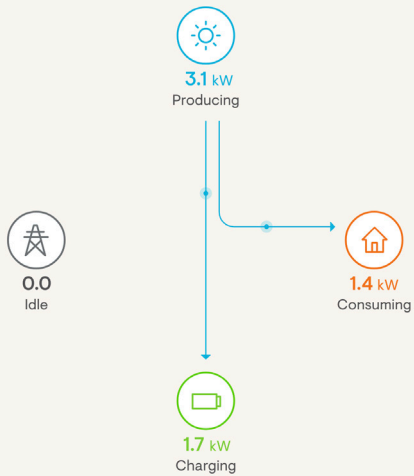 3.1 kW
Producing
0.0
Idle
1.4 kW
Consuming
1.7 kW
Charging